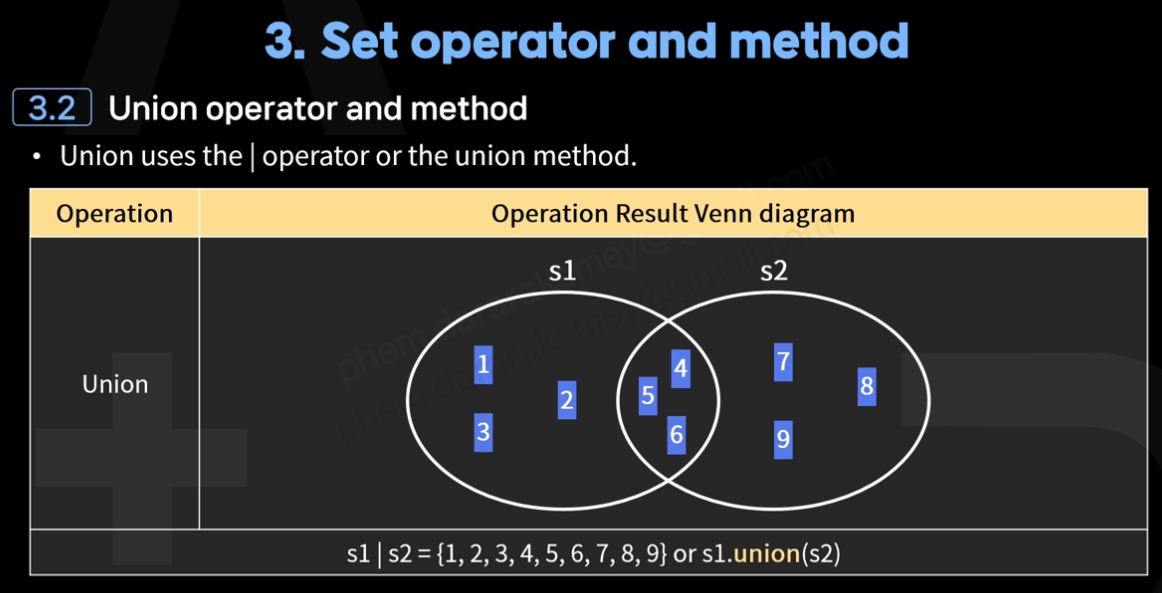 3. Set operator and method
3.2 Union operator and method
• Union uses the | operator or the union method.
Operation Operation Result Venn diagram
s1 s2
Union
1
2
3
4
5
6
7
8
9
s1 | s2 = {1, 2, 3, 4, 5, 6, 7, 8, 9} or s1.union(s2)